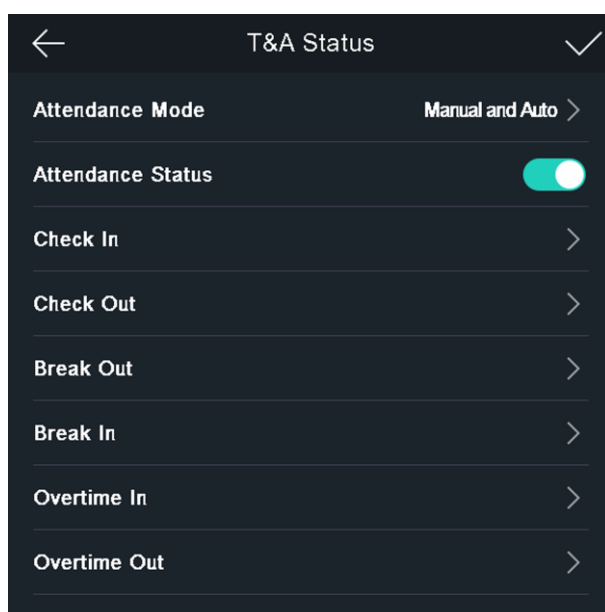 T&A Status
Attendance Mode Manual and Auto
Attendance Status
Check In
Check Out
Break Out
Break In
Overtime In
Overtime Out